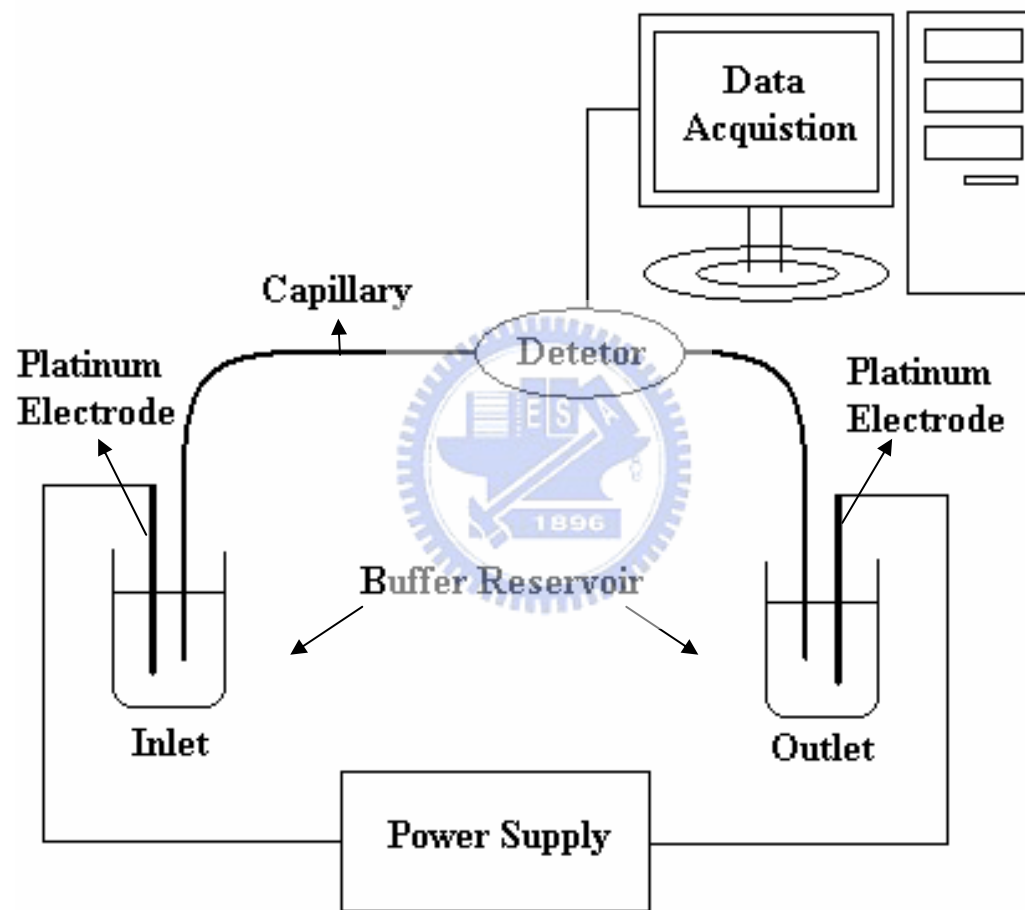 Data
Acquistion
Capillary
Detetor
Platinum
Electrode
Platinum
Electrode
E S A
1896
Buffer Reservoir
Inlet
Outlet
Power Supply